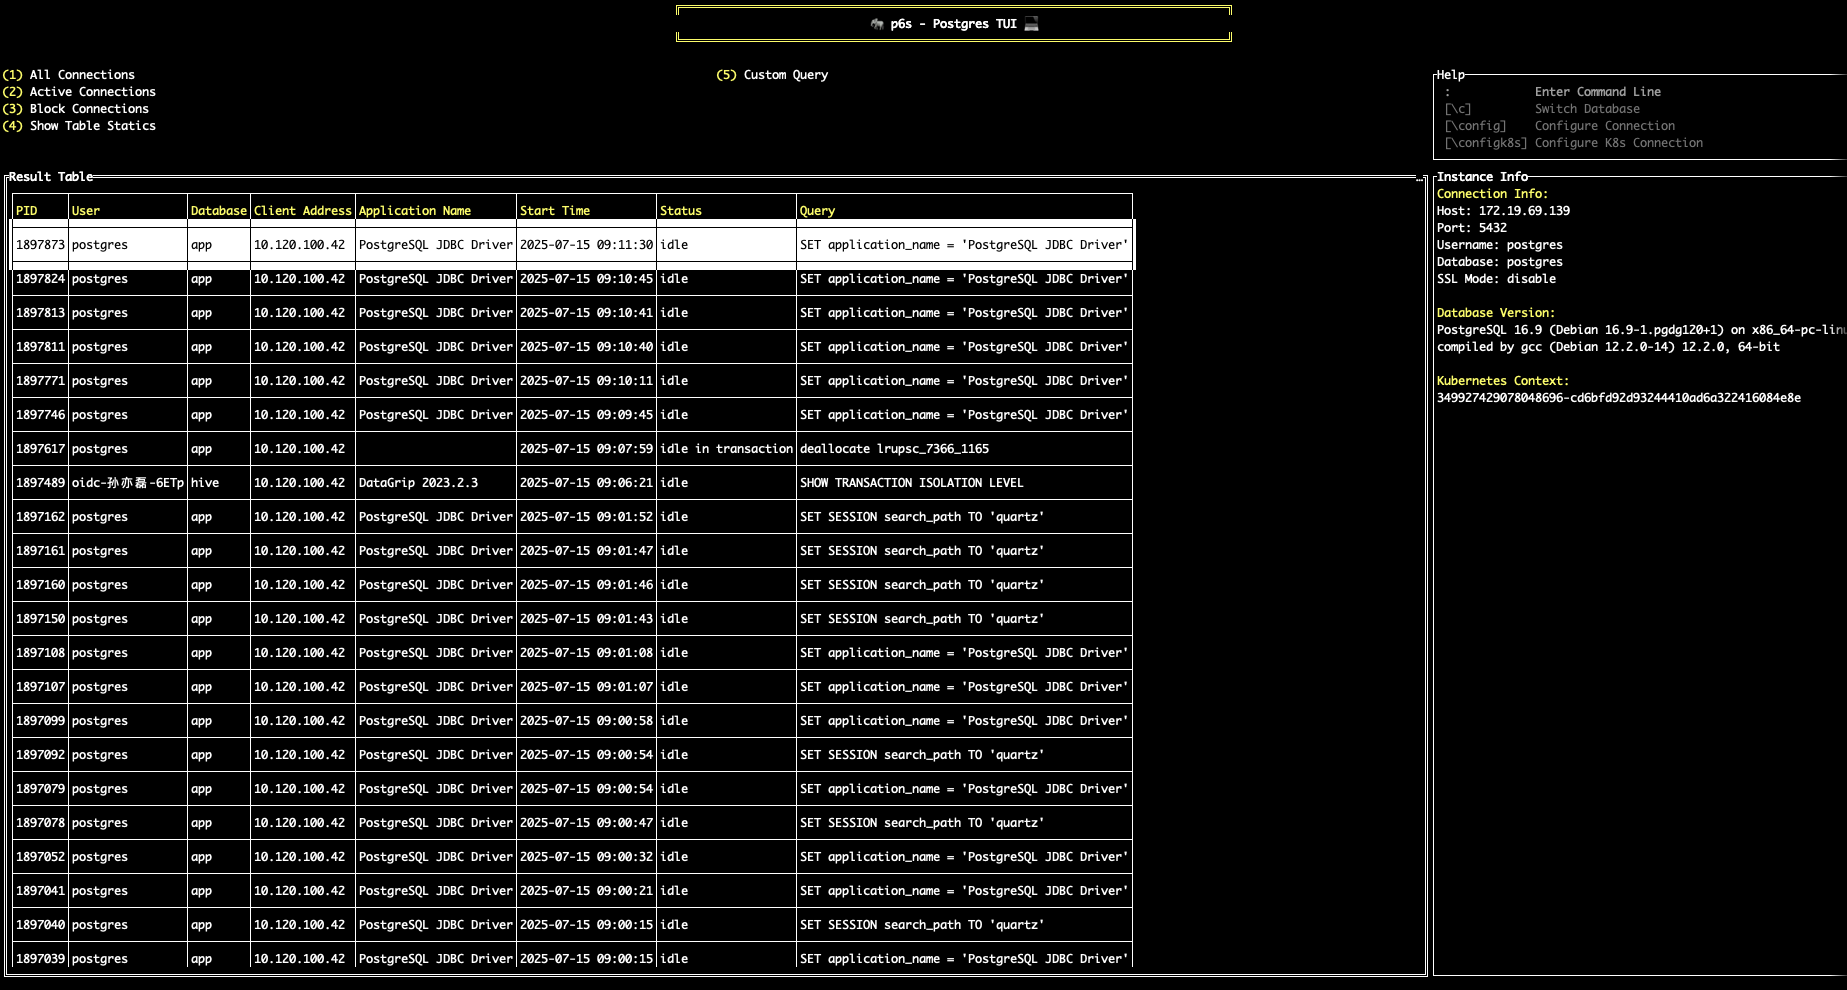 p6s - Postgres TUI
(1) All Connections
(2) Active Connections
(3) Block Connections
(4) Show Table Statics
(5) Custom Query
Help
: Enter Command Line
[\c] Switch Database
[\config] Configure Connection
[\configk8s] Configure K8s Connection
Result Table
PID User Database Client Address Application Name Start Time Status Query
1897873 postgres app 10.120.100.42 PostgreSQL JDBC Driver 2025-07-15 09:11:30 idle SET application_name = 'PostgreSQL JDBC Driver'
1897824 postgres app 10.120.100.42 PostgreSQL JDBC Driver 2025-07-15 09:10:45 idle SET application_name = 'PostgreSQL JDBC Driver'
1897813 postgres app 10.120.100.42 PostgreSQL JDBC Driver 2025-07-15 09:10:41 idle SET application_name = 'PostgreSQL JDBC Driver'
1897811 postgres app 10.120.100.42 PostgreSQL JDBC Driver 2025-07-15 09:10:40 idle SET application_name = 'PostgreSQL JDBC Driver'
1897771 postgres app 10.120.100.42 PostgreSQL JDBC Driver 2025-07-15 09:10:11 idle SET application_name = 'PostgreSQL JDBC Driver'
1897746 postgres app 10.120.100.42 PostgreSQL JDBC Driver 2025-07-15 09:09:45 idle SET application_name = 'PostgreSQL JDBC Driver'
1897617 postgres app 10.120.100.42 2025-07-15 09:07:59 idle in transaction deallocate lrupsc_7366_1165
1897489 oidc-孙亦磊-6ETp hive 10.120.100.42 DataGrip 2023.2.3 2025-07-15 09:06:21 idle SHOW TRANSACTION ISOLATION LEVEL
1897162 postgres app 10.120.100.42 PostgreSQL JDBC Driver 2025-07-15 09:01:52 idle SET SESSION search_path TO 'quartz'
1897161 postgres app 10.120.100.42 PostgreSQL JDBC Driver 2025-07-15 09:01:47 idle SET SESSION search_path TO 'quartz'
1897160 postgres app 10.120.100.42 PostgreSQL JDBC Driver 2025-07-15 09:01:46 idle SET SESSION search_path TO 'quartz'
1897150 postgres app 10.120.100.42 PostgreSQL JDBC Driver 2025-07-15 09:01:43 idle SET SESSION search_path TO 'quartz'
1897108 postgres app 10.120.100.42 PostgreSQL JDBC Driver 2025-07-15 09:01:08 idle SET application_name = 'PostgreSQL JDBC Driver'
1897107 postgres app 10.120.100.42 PostgreSQL JDBC Driver 2025-07-15 09:01:07 idle SET application_name = 'PostgreSQL JDBC Driver'
1897099 postgres app 10.120.100.42 PostgreSQL JDBC Driver 2025-07-15 09:00:58 idle SET application_name = 'PostgreSQL JDBC Driver'
1897092 postgres app 10.120.100.42 PostgreSQL JDBC Driver 2025-07-15 09:00:54 idle SET SESSION search_path TO 'quartz'
1897079 postgres app 10.120.100.42 PostgreSQL JDBC Driver 2025-07-15 09:00:54 idle SET application_name = 'PostgreSQL JDBC Driver'
1897078 postgres app 10.120.100.42 PostgreSQL JDBC Driver 2025-07-15 09:00:47 idle SET SESSION search_path TO 'quartz'
1897052 postgres app 10.120.100.42 PostgreSQL JDBC Driver 2025-07-15 09:00:32 idle SET application_name = 'PostgreSQL JDBC Driver'
1897041 postgres app 10.120.100.42 PostgreSQL JDBC Driver 2025-07-15 09:00:21 idle SET application_name = 'PostgreSQL JDBC Driver'
1897040 postgres app 10.120.100.42 PostgreSQL JDBC Driver 2025-07-15 09:00:15 idle SET SESSION search_path TO 'quartz'
1897039 postgres app 10.120.100.42 PostgreSQL JDBC Driver 2025-07-15 09:00:15 idle SET application_name = 'PostgreSQL JDBC Driver'
Instance Info
Connection Info:
Host: 172.19.69.139
Port: 5432
Username: postgres
Database: postgres
SSL Mode: disable
Database Version:
PostgreSQL 16.9 (Debian 16.9-1.pgdg120+1) on x86_64-pc-linu
compiled by gcc (Debian 12.2.0-14) 12.2.0, 64-bit
Kubernetes Context:
349927429078048696-cd6bfd92d93244410ad6a322416084e8e